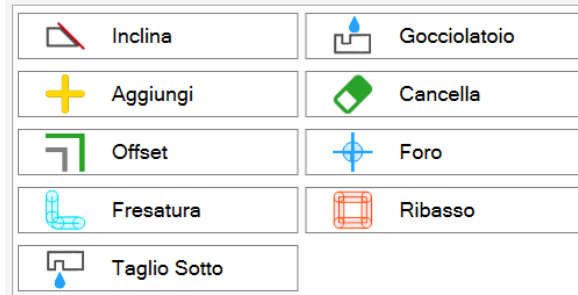 Inclina
Gocciolatoio
Aggiungi
Cancella
Offset
Foro
Fresatura
Ribasso
Taglio Sotto